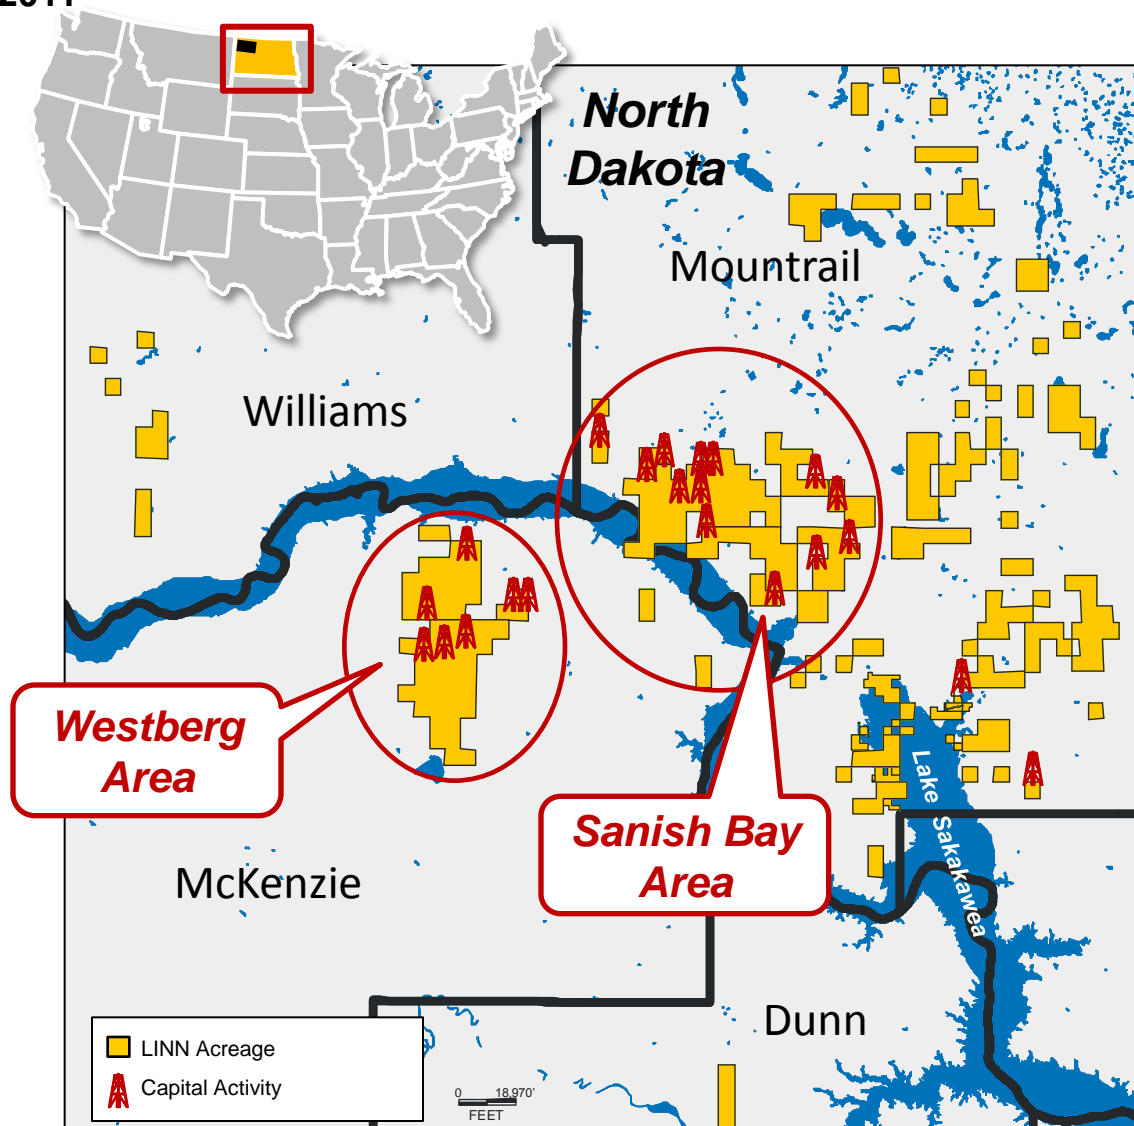 North
Dakota
Mountrail
Williams
Westberg
Area
Sanish Bay
Area
Lake Sakakawea
McKenzie
Dunn
LINN Acreage
Capital Activity
0 18,970'
FEET